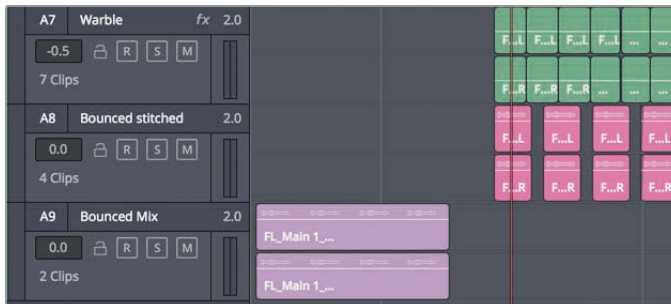 A7 Warble fx 2.0
-0.5 R S M
7 Clips
F...L F...L F...L F...L ... ...
F...R F...R F...R ... ... ...
A8 Bounced stitched 2.0
0.0 R S M
4 Clips
F...L F...L F...L F...L
F...R F...R F...R F...R
A9 Bounced Mix 2.0
0.0 R S M
2 Clips
FL_Main 1_...
FL_Main 1_...